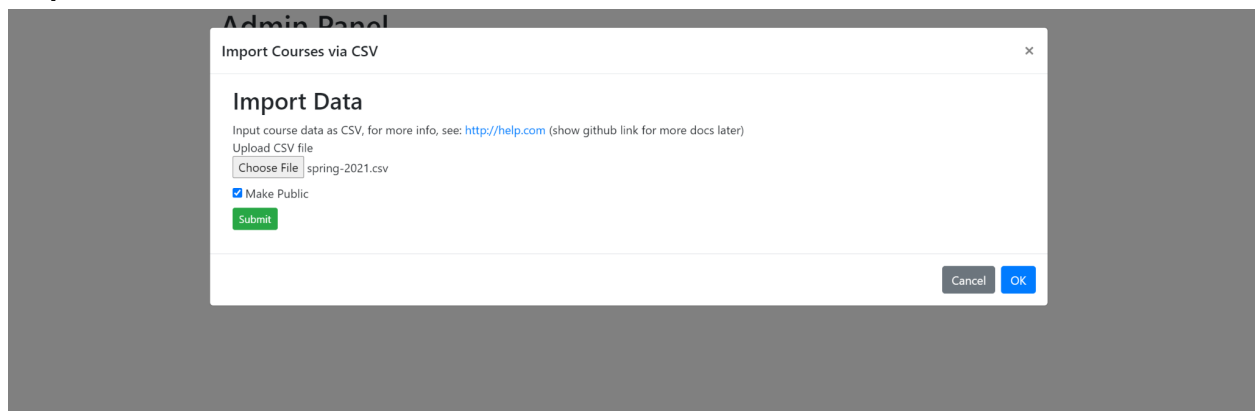 Admin Panel
Import Courses via CSV ×
Import Data
Input course data as CSV, for more info, see: http://help.com (show github link for more docs later)
Upload CSV file
Choose File spring-2021.csv
Make Public
Submit
Cancel OK